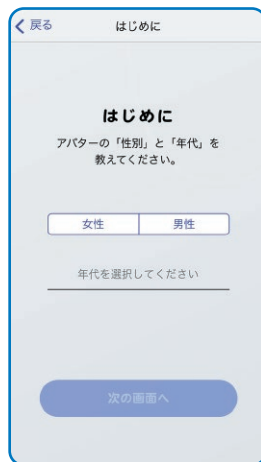 戻る はじめに
はじめに
アバターの「性別」と「年代」を
教えてください。
女性 男性
年代を選択してください
次の画面へ